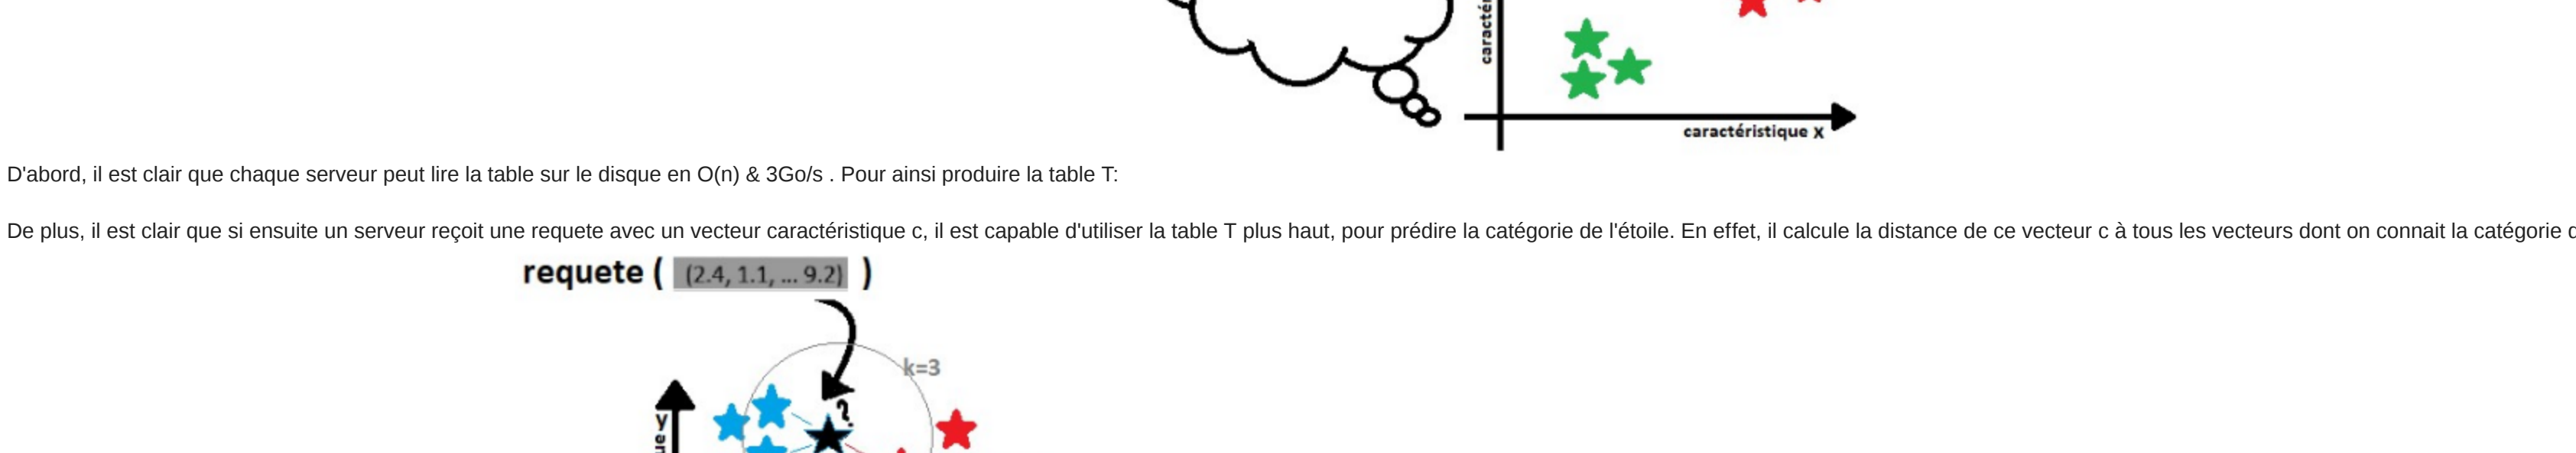 caractér
caractéristique x
D'abord, il est clair que chaque serveur peut lire la table sur le disque en O(n) & 3Go/s . Pour ainsi produire la table T:
De plus, il est clair que si ensuite un serveur reçoit une requete avec un vecteur caractéristique c, il est capable d'utiliser la table T plus haut, pour prédire la catégorie de l'étoile. En effet, il calcule la distance de ce vecteur c à tous les vecteurs dont on connait la catégorie
requete ( (2.4, 1.1, ... 9.2) )
k=3
?
ue y